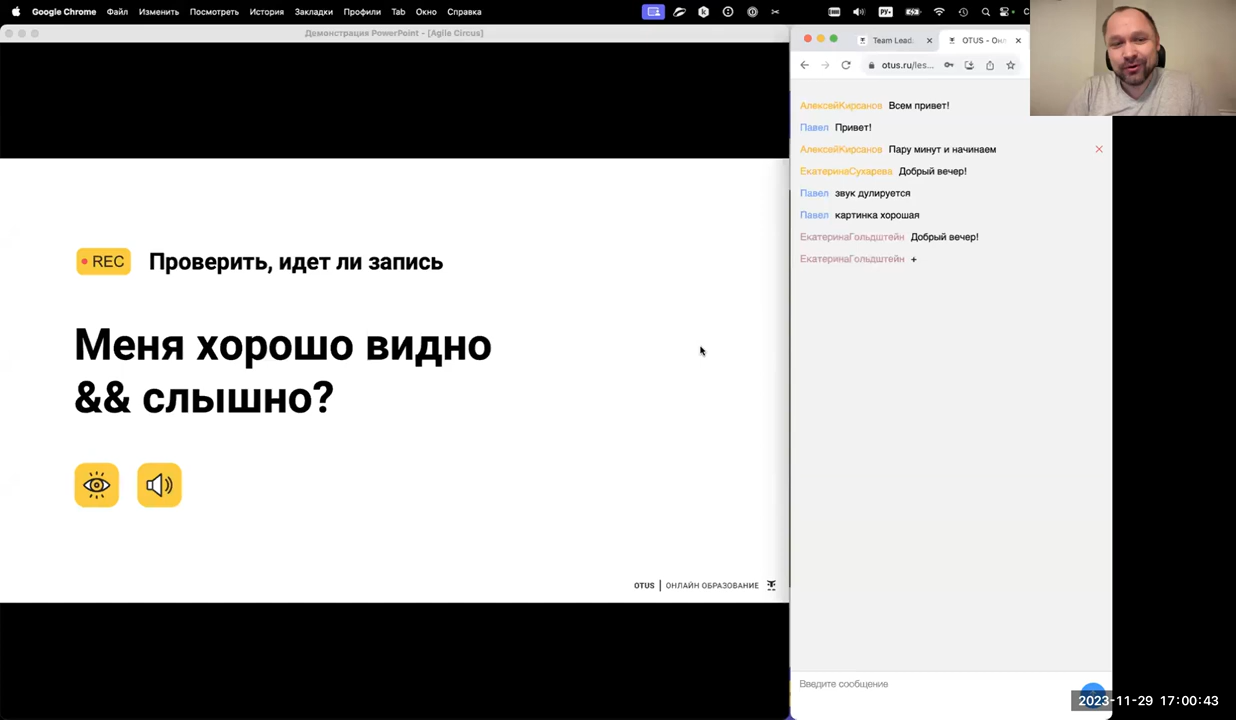 Google Chrome Файл Изменить Посмотреть История Закладки Профили Tab Окно Справка
Демонстрация PowerPoint - [Agile Circus]
REC Проверить, идет ли запись
Меня хорошо видно
&& слышно?
OTUS | ОНЛАЙН ОБРАЗОВАНИЕ
Team Lead.
OTUS - Онл
otus.ru/les...
АлексейКирсанов Всем привет!
Павел Привет!
АлексейКирсанов Пару минут и начинаем
ЕкатеринаСухарева Добрый вечер!
Павел звук дулируется
Павел картинка хорошая
ЕкатеринаГольдштейн Добрый вечер!
ЕкатеринаГольдштейн +
Введите сообщение
2023-11-29 17:00:43